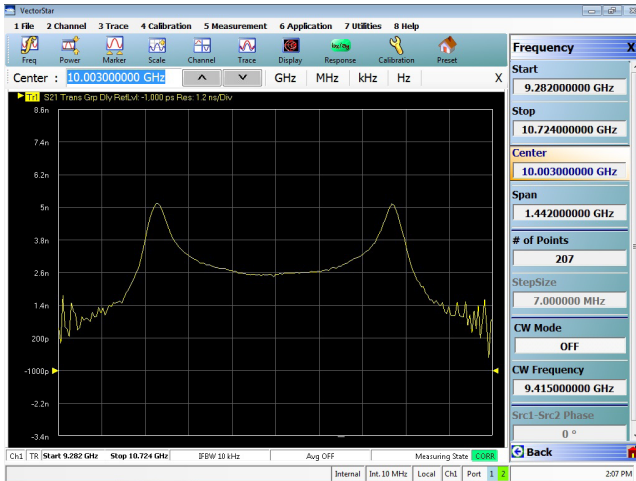 VectorStar
1 File 2 Channel 3 Trace 4 Calibration 5 Measurement 6 Application 7 Utilities 8 Help
Freq Power Marker Scale Channel Trace Display Response Calibration Preset
Center : 10.003000000 GHz GHz MHz kHz Hz X
Tr1 S21 Trans Grp Dly RefLvl: -1,000 ps Res: 1.2 ns/Div
8.6n
7.4n
6.2n
5n
3.8n
2.6n
1.4n
200p
-1000p
-2.2n
-3.4n
Ch1 TR Start 9.282 GHz Stop 10.724 GHz IFBW 10 kHz Avg OFF Measuring State CORR
Frequency X
Start
9.282000000 GHz
Stop
10.724000000 GHz
Center
10.003000000 GHz
Span
1.442000000 GHz
# of Points
207
StepSize
7.000000 MHz
CW Mode
OFF
CW Frequency
9.415000000 GHz
Src1-Src2 Phase
0 °
Back
Internal Int.10 MHz Local Ch1 Port 1 2 2:07 PM